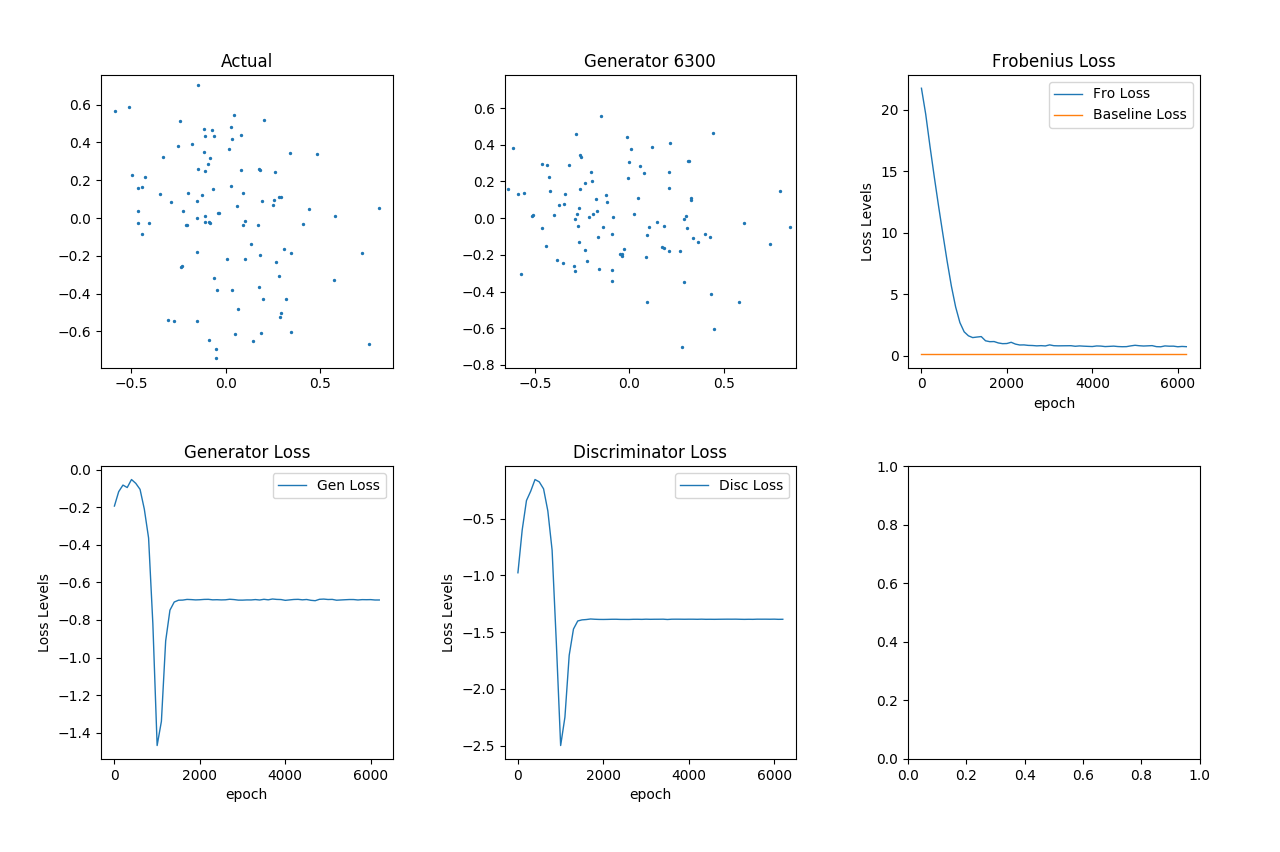 Actual
0.6
0.4
0.2
0.0
−0.2
−0.4
−0.6
−0.5 0.0 0.5
Generator 6300
0.6
0.4
0.2
0.0
−0.2
−0.4
−0.6
−0.8
−0.5 0.0 0.5
Frobenius Loss
Fro Loss
Baseline Loss
Loss Levels
20
15
10
5
0
0 2000 4000 6000
epoch
Generator Loss
Gen Loss
Loss Levels
0.0
−0.2
−0.4
−0.6
−0.8
−1.0
−1.2
−1.4
0 2000 4000 6000
epoch
Discriminator Loss
Disc Loss
Loss Levels
−0.5
−1.0
−1.5
−2.0
−2.5
0 2000 4000 6000
epoch
1.0
0.8
0.6
0.4
0.2
0.0
0.0 0.2 0.4 0.6 0.8 1.0